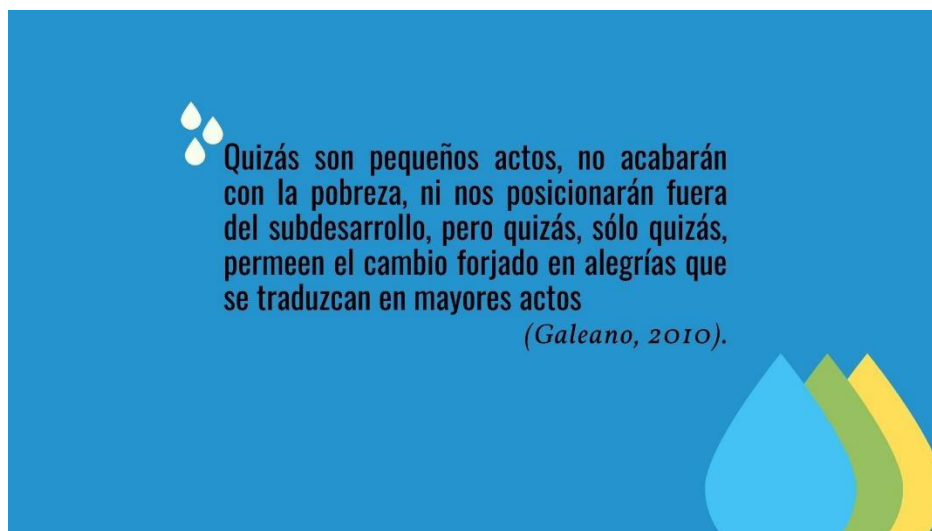 Quizás son pequeños actos, no acabarán
con la pobreza, ni nos posicionarán fuera
del subdesarrollo, pero quizás, sólo quizás,
permeen el cambio forjado en alegrías que
se traduzcan en mayores actos
(Galeano, 2010).